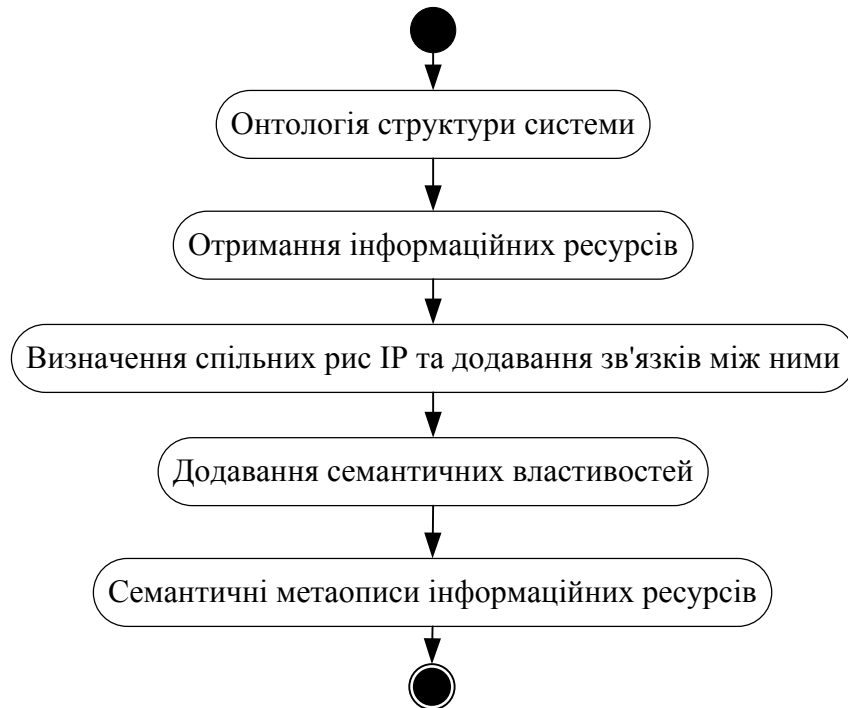 Онтологія структури системи
Отримання інформаційних ресурсів
Визначення спільних рис ІР та додавання зв'язків між ними
Додавання семантичних властивостей
Семантичні метаописи інформаційних ресурсів